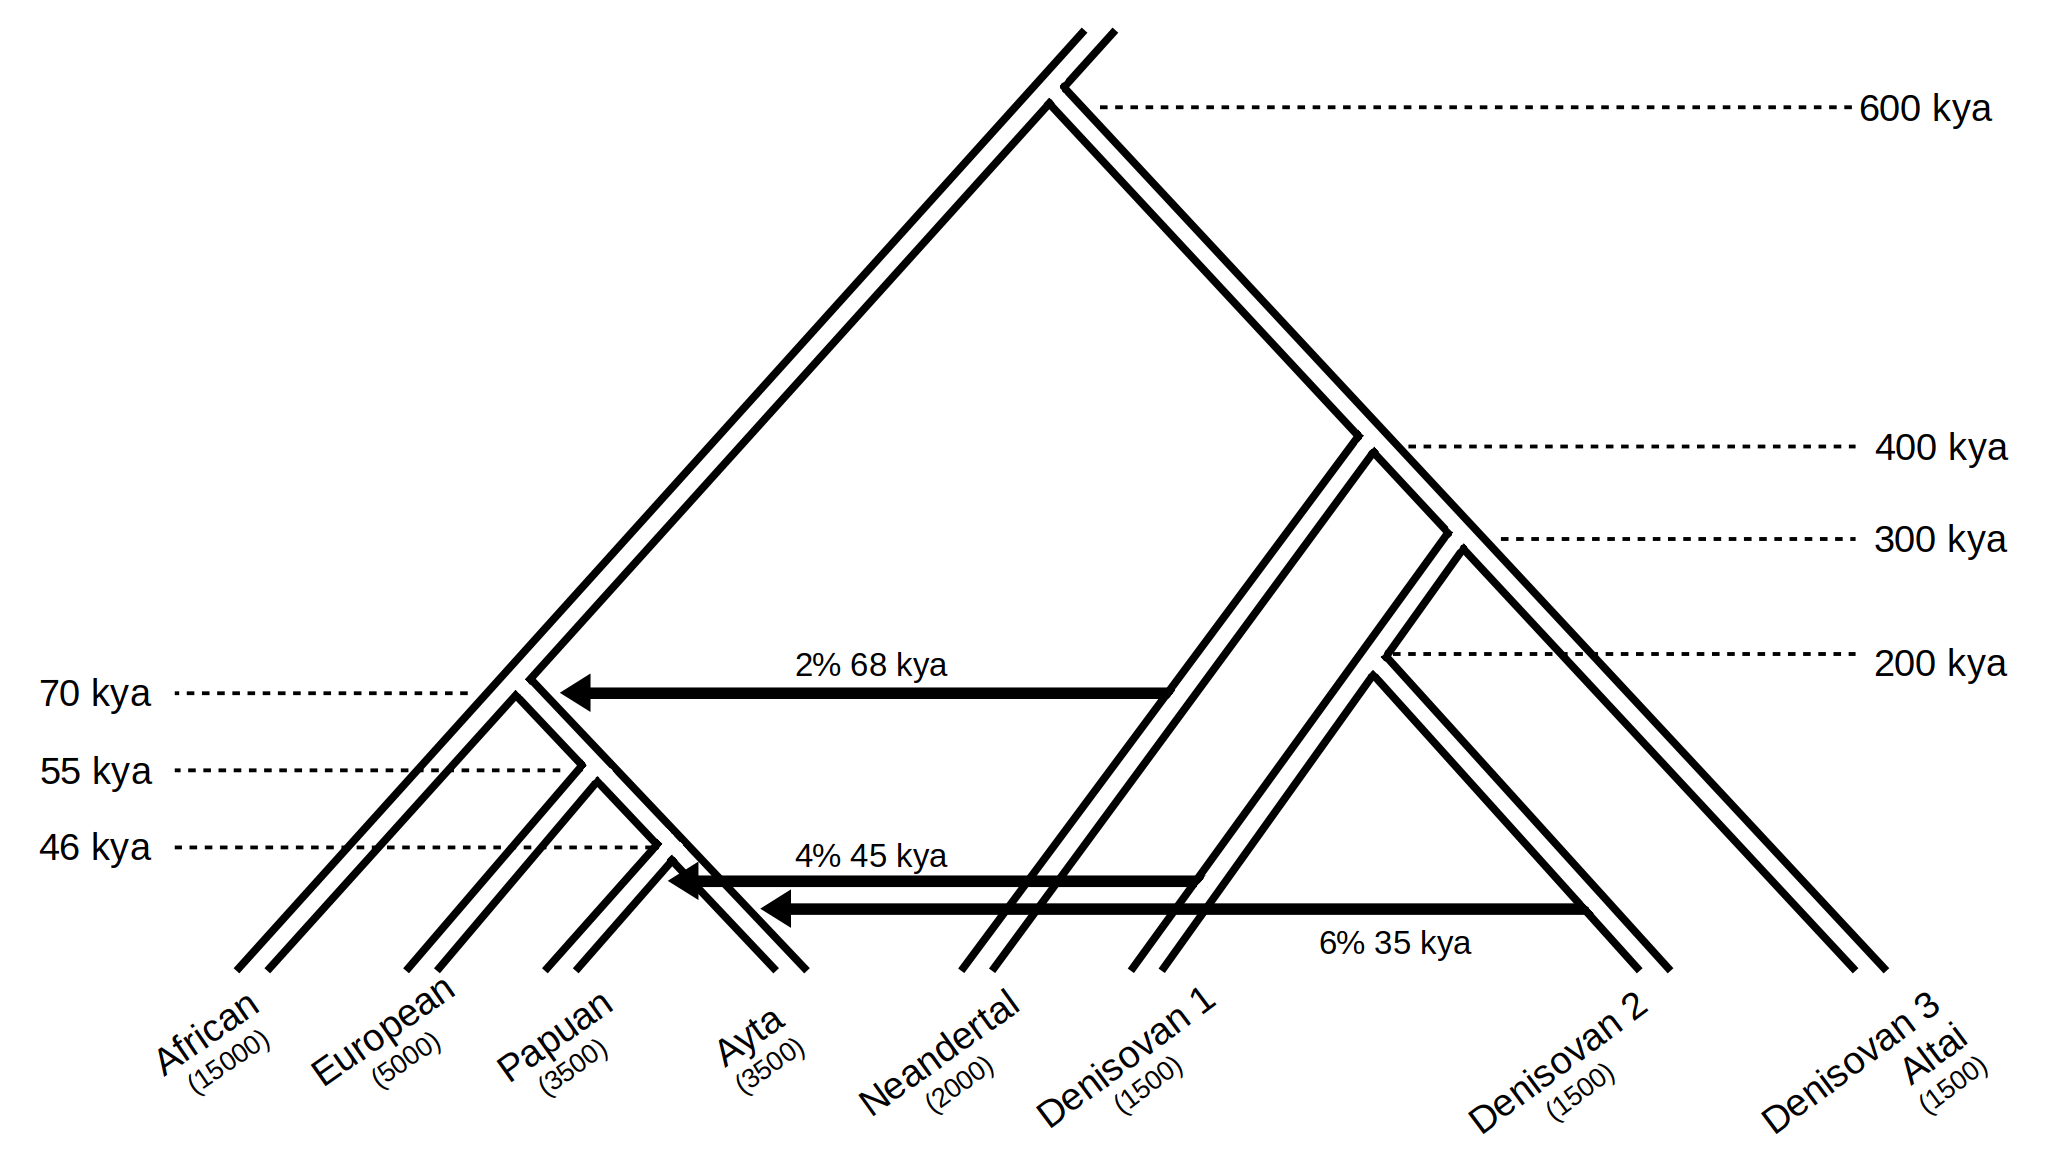 600 kya
400 kya
300 kya
2% 68 kya
200 kya
70 kya
55 kya
46 kya
4% 45 kya
6% 35 kya
African
(15000)
European
(5000)
Papuan
(3500)
Ayta
(3500)
Neandertal
(2000)
Denisovan 1
(1500)
Denisovan 2
(1500)
Denisovan 3
Altai
(1500)